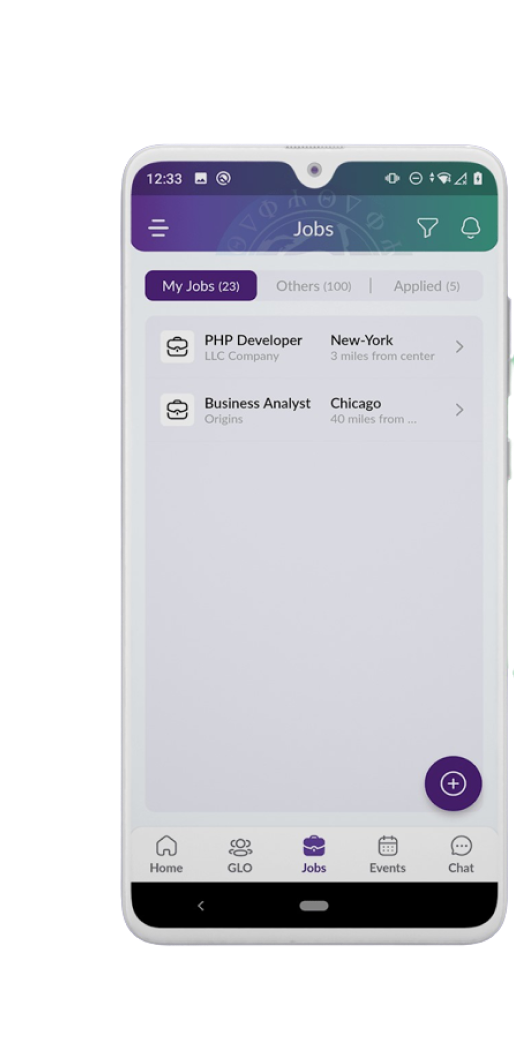 12:33
Jobs
My Jobs (23) Others (100) | Applied (5)
PHP Developer New-York
LLC Company 3 miles from center
Business Analyst Chicago
Origins 40 miles from ...
Home GLO Jobs Events Chat